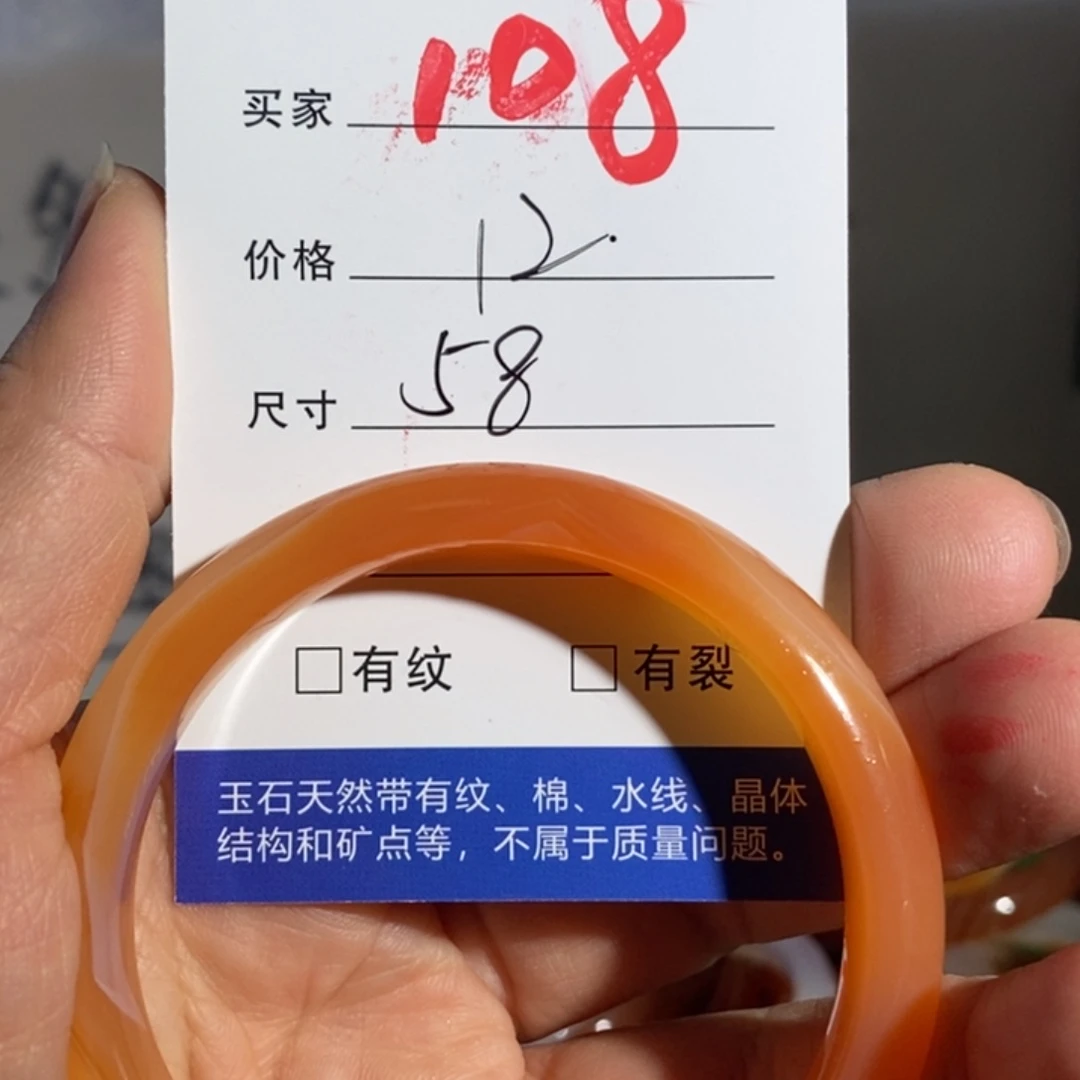 买家 108
价格 12.
尺寸 58
□有纹 □有裂
玉石天然带有纹、棉、水线、晶体
结构和矿点等，不属于质量问题。